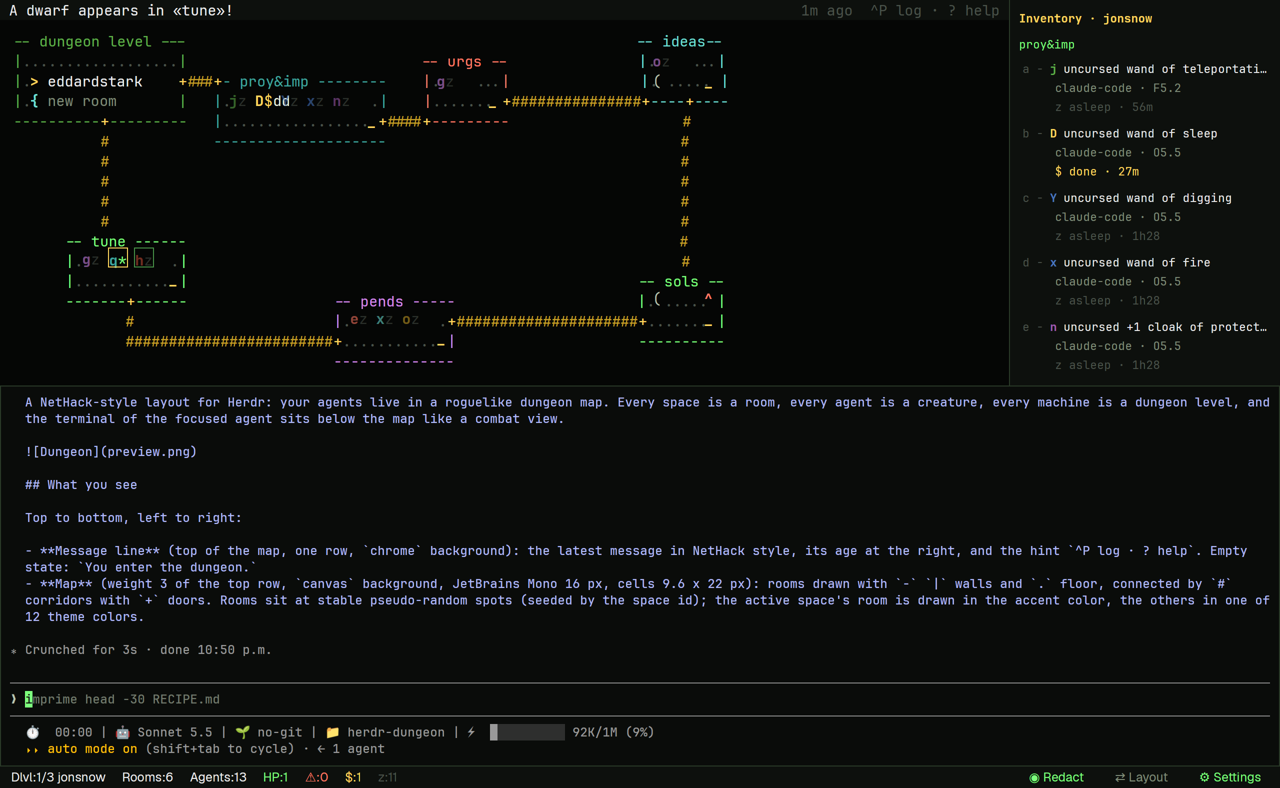 A dwarf appears in «tune»!
1m ago ^P log · ? help
-- dungeon level ---
|..................|
|.> eddardstark
|.{ new room |
----------+--------
+###+- proy&imp --------
|.jz D$dd xz nz .|
|................._
-- urgs --
|.gz ...|
|......._
+####+---------
-- ideas--
|.oz ...|
|(......_
+##############+----+----
#
#
#
#
#
-- tune ------
|.gz q* hz .|
|..........._|
-------+------
#
#######################+
-- pends -----
|.ez xz oz .
..........._|
--------------
#
#
#
#
#
#
#
#
-- sols --
|.(.....^ |
+#####################+......._ |
----------
Inventory · jonsnow
proy&imp
a - j uncursed wand of teleportati…
claude-code · F5.2
z asleep · 56m
b - D uncursed wand of sleep
claude-code · O5.5
$ done · 27m
c - Y uncursed wand of digging
claude-code · O5.5
z asleep · 1h28
d - x uncursed wand of fire
claude-code · O5.5
z asleep · 1h28
e - n uncursed +1 cloak of protect…
claude-code · O5.5
z asleep · 1h28
A NetHack-style layout for Herdr: your agents live in a roguelike dungeon map. Every space is a room, every agent is a creature, every machine is a dungeon level, and
the terminal of the focused agent sits below the map like a combat view.
![Dungeon](preview.png)
## What you see
Top to bottom, left to right:
- **Message line** (top of the map, one row, `chrome` background): the latest message in NetHack style, its age at the right, and the hint `^P log · ? help`. Empty
state: `You enter the dungeon.`
- **Map** (weight 3 of the top row, `canvas` background, JetBrains Mono 16 px, cells 9.6 x 22 px): rooms drawn with `-` `|` walls and `.` floor, connected by `#`
corridors with `+` doors. Rooms sit at stable pseudo-random spots (seeded by the space id); the active space's room is drawn in the accent color, the others in one of
12 theme colors.
* Crunched for 3s · done 10:50 p.m.
❯ imprime head -30 RECIPE.md
⏱ 00:00 | 🤖 Sonnet 5.5 | 🌱 no-git | 📁 herdr-dungeon | ⚡ 92K/1M (9%)
⏵⏵ auto mode on (shift+tab to cycle) · ← 1 agent
Dlvl:1/3 jonsnow Rooms:6 Agents:13 HP:1 ⚠:0 $:1 z:11
◉ Redact ⇄ Layout ⚙ Settings